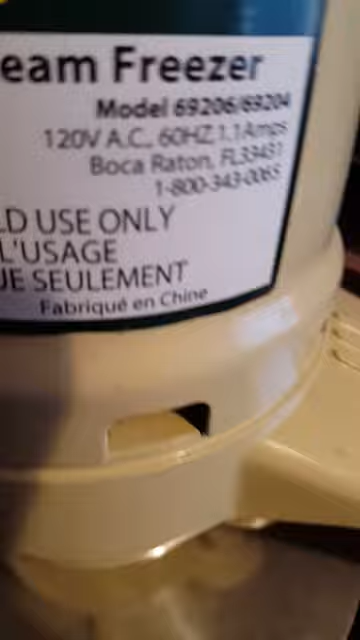 eam Freezer
Model 69206/69204
120V A.C., 60HZ, 1.1Amps
Boca Raton, FL33431
1-800-343-0065
LD USE ONLY
L'USAGE
UE SEULEMENT
Fabriqué en Chine